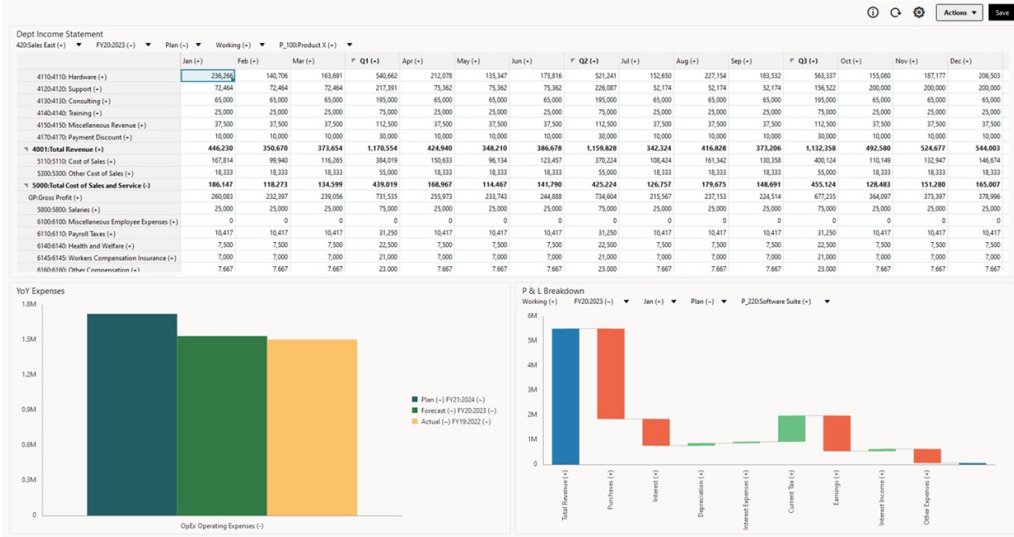 Actions ▼ Save
Dept Income Statement
420:Sales East (+) ▼ FY20:2023 (~) ▼ Plan (~) ▼ Working (+) ▼ P_100:Product X (+) ▼
Jan (+) Feb (+) Mar (+) Q1 (+) Apr (+) May (+) Jun (+) Q2 (+) Jul (+) Aug (+) Sep (+) Q3 (+) Oct (+) Nov (+) Dec (+)
4110:4110: Hardware (+) 236,266 140,706 163,691 540,662 212,078 135,347 173,816 521,241 152,650 227,154 183,532 563,337 155,080 187,177 206,503
4120:4120: Support (+) 72,464 72,464 72,464 217,391 75,362 75,362 75,362 226,087 52,174 52,174 52,174 156,522 200,000 200,000 200,000
4130:4130: Consulting (+) 65,000 65,000 65,000 195,000 65,000 65,000 65,000 195,000 65,000 65,000 65,000 195,000 65,000 65,000 65,000
4140:4140: Training (+) 25,000 25,000 25,000 75,000 25,000 25,000 25,000 75,000 25,000 25,000 25,000 75,000 25,000 25,000 25,000
4150:4150: Miscellaneous Revenue (+) 37,500 37,500 37,500 112,500 37,500 37,500 37,500 112,500 37,500 37,500 37,500 112,500 37,500 37,500 37,500
4170:4170: Payment Discount (+) 10,000 10,000 10,000 30,000 10,000 10,000 10,000 30,000 10,000 10,000 10,000 30,000 10,000 10,000 10,000
4001:Total Revenue (+) 446,230 350,670 373,654 1,170,554 424,940 348,210 386,678 1,159,828 342,324 416,828 373,206 1,132,358 492,580 524,677 544,003
5110:5110: Cost of Sales (+) 167,814 99,940 116,265 384,019 150,633 96,134 123,457 370,224 108,424 161,342 130,358 400,124 110,149 132,947 146,674
5300:5300: Other Cost of Sales (+) 18,333 18,333 18,333 55,000 18,333 18,333 18,333 55,000 18,333 18,333 18,333 55,000 18,333 18,333 18,333
5000:Total Cost of Sales and Service (-) 186,147 118,273 134,599 439,019 168,967 114,467 141,790 425,224 126,757 179,675 148,691 455,124 128,483 151,280 165,007
GP:Gross Profit (+) 260,083 232,397 239,056 731,535 255,973 233,743 244,888 734,604 215,567 237,153 224,514 677,235 364,097 373,397 378,996
5800:5800: Salaries (+) 25,000 25,000 25,000 75,000 25,000 25,000 25,000 75,000 25,000 25,000 25,000 75,000 25,000 25,000 25,000
6100:6100: Miscellaneous Employee Expenses (+) 0 0 0 0 0 0 0 0 0 0 0 0 0 0 0
6110:6110: Payroll Taxes (+) 10,417 10,417 10,417 31,250 10,417 10,417 10,417 31,250 10,417 10,417 10,417 31,250 10,417 10,417 10,417
6140:6140: Health and Welfare (+) 7,500 7,500 7,500 22,500 7,500 7,500 7,500 22,500 7,500 7,500 7,500 22,500 7,500 7,500 7,500
6145:6145: Workers Compensation Insurance (+) 7,000 7,000 7,000 21,000 7,000 7,000 7,000 21,000 7,000 7,000 7,000 21,000 7,000 7,000 7,000
6160:6160: Other Compensation (+) 7,667 7,667 7,667 23,000 7,667 7,667 7,667 23,000 7,667 7,667 7,667 23,000 7,667 7,667 7,667
YoY Expenses
1.8M
1.5M
1.2M
0.9M
0.6M
0.3M
0
OpEx Operating Expenses (-)
Plan (~) FY21:2024 (~)
Forecast (~) FY20:2023 (~)
Actual (~) FY19:2022 (~)
P & L Breakdown
Working (+) FY20:2023 (~) ▼ Jan (+) ▼ Plan (~) ▼ P_220:Software Suite (+) ▼
6M
5M
4M
3M
2M
1M
0
Total Revenue (+)
Purchases (+)
Interest (+)
Depreciation (+)
Interest Expenses (+)
Current Tax (+)
Earnings (+)
Interest Income (+)
Other Expenses (+)